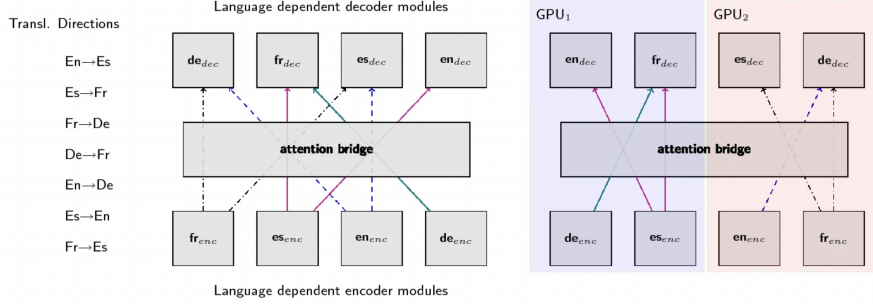 Language dependent decoder modules
Transl. Directions
En→Es
Es→Fr
Fr→De
De→Fr
En→De
Es→En
Fr→Es
de_dec fr_dec es_dec en_dec
attention bridge
fr_enc es_enc en_enc de_enc
Language dependent encoder modules
GPU_1 GPU_2
en_dec fr_dec es_dec de_dec
attention bridge
de_enc es_enc en_enc fr_enc